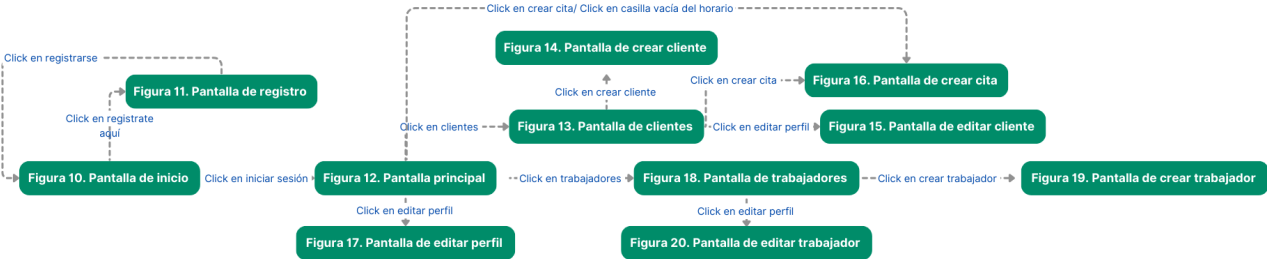 Click en crear cita/ Click en casilla vacía del horario
Figura 14. Pantalla de crear cliente
Click en registrarse
Figura 16. Pantalla de crear cita
Click en crear cita
Figura 11. Pantalla de registro
Click en crear cliente
Click en registrate
aquí
Click en clientes
Figura 13. Pantalla de clientes
Click en editar perfil
Figura 15. Pantalla de editar cliente
Figura 10. Pantalla de inicio
Click en iniciar sesión
Figura 12. Pantalla principal
Click en trabajadores
Figura 18. Pantalla de trabajadores
Click en crear trabajador
Figura 19. Pantalla de crear trabajador
Click en editar perfil
Click en editar perfil
Figura 17. Pantalla de editar perfil
Figura 20. Pantalla de editar trabajador